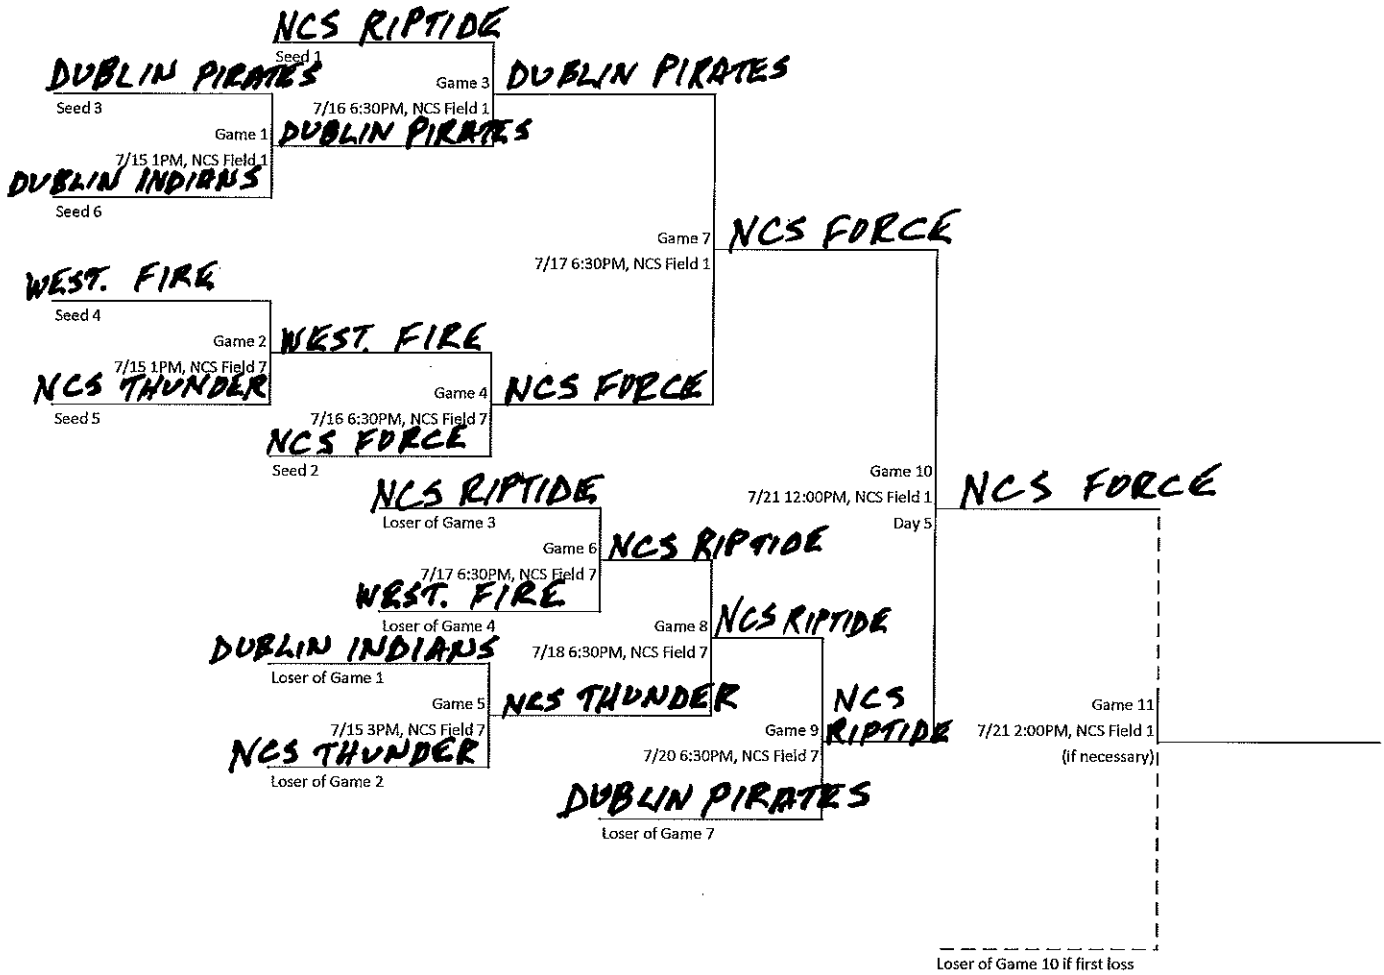 NCS RIPTIDE
Seed 1
DUBLIN PIRATES
Seed 3
Game 3
7/16 6:30PM, NCS Field 1
DUBLIN PIRATES
Game 1
7/15 1PM, NCS Field 1
DUBLIN PIRATES
DUBLIN INDIANS
Seed 6
Game 7
7/17 6:30PM, NCS Field 1
NCS FORCE
WEST. FIRE
Seed 4
Game 2
7/15 1PM, NCS Field 7
WEST. FIRE
NCS THUNDER
Seed 5
Game 4
7/16 6:30PM, NCS Field 7
NCS FORCE
NCS FORCE
Seed 2
Game 10
7/21 12:00PM, NCS Field 1
Day 5
NCS FORCE
NCS RIPTIDE
Loser of Game 3
Game 6
7/17 6:30PM, NCS Field 7
NCS RIPTIDE
WEST. FIRE
Loser of Game 4
Game 8
7/18 6:30PM, NCS Field 7
NCS RIPTIDE
DUBLIN INDIANS
Loser of Game 1
Game 5
7/15 3PM, NCS Field 7
NCS THUNDER
NCS THUNDER
Loser of Game 2
Game 9
7/20 6:30PM, NCS Field 7
NCS
RIPTIDE
DUBLIN PIRATES
Loser of Game 7
Game 11
7/21 2:00PM, NCS Field 1
(if necessary)
Loser of Game 10 if first loss